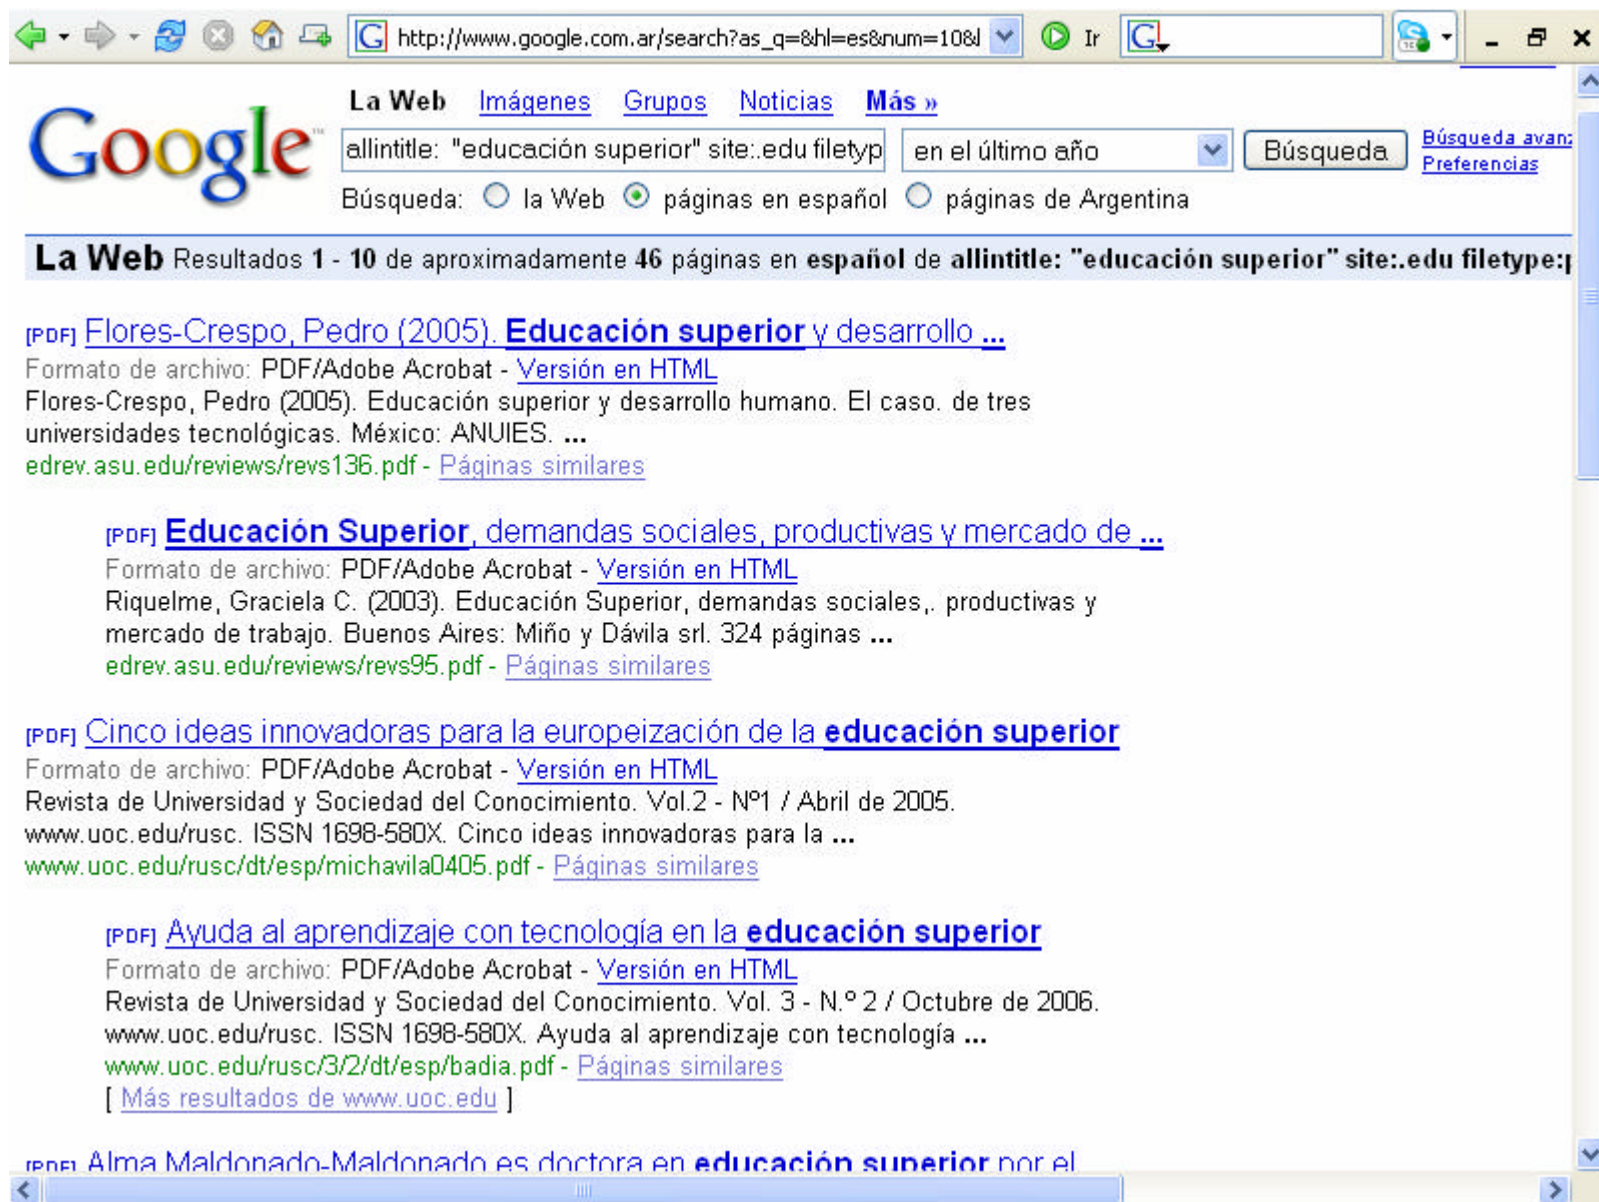 http://www.google.com.ar/search?as_q=&hl=es&num=10&l Ir
Google™
La Web Imágenes Grupos Noticias Más »
allintitle: "educación superior" site:.edu filetyp en el último año Búsqueda Búsqueda avan
Preferencias
Búsqueda: la Web páginas en español páginas de Argentina
La Web Resultados 1 - 10 de aproximadamente 46 páginas en español de allintitle: "educación superior" site:.edu filetype:p
[PDF] Flores-Crespo, Pedro (2005). Educación superior y desarrollo ...
Formato de archivo: PDF/Adobe Acrobat - Versión en HTML
Flores-Crespo, Pedro (2005). Educación superior y desarrollo humano. El caso. de tres
universidades tecnológicas. México: ANUIES. ...
edrev.asu.edu/reviews/revs136.pdf - Páginas similares
[PDF] Educación Superior, demandas sociales, productivas y mercado de ...
Formato de archivo: PDF/Adobe Acrobat - Versión en HTML
Riquelme, Graciela C. (2003). Educación Superior, demandas sociales,. productivas y
mercado de trabajo. Buenos Aires: Miño y Dávila srl. 324 páginas ...
edrev.asu.edu/reviews/revs95.pdf - Páginas similares
[PDF] Cinco ideas innovadoras para la europeización de la educación superior
Formato de archivo: PDF/Adobe Acrobat - Versión en HTML
Revista de Universidad y Sociedad del Conocimiento. Vol.2 - Nº1 / Abril de 2005.
www.uoc.edu/rusc. ISSN 1698-580X. Cinco ideas innovadoras para la ...
www.uoc.edu/rusc/dt/esp/michavila0405.pdf - Páginas similares
[PDF] Ayuda al aprendizaje con tecnología en la educación superior
Formato de archivo: PDF/Adobe Acrobat - Versión en HTML
Revista de Universidad y Sociedad del Conocimiento. Vol. 3 - N.º 2 / Octubre de 2006.
www.uoc.edu/rusc. ISSN 1698-580X. Ayuda al aprendizaje con tecnología ...
www.uoc.edu/rusc/3/2/dt/esp/badia.pdf - Páginas similares
[ Más resultados de www.uoc.edu ]
[PDF] Alma Maldonado-Maldonado es doctora en educación superior por el